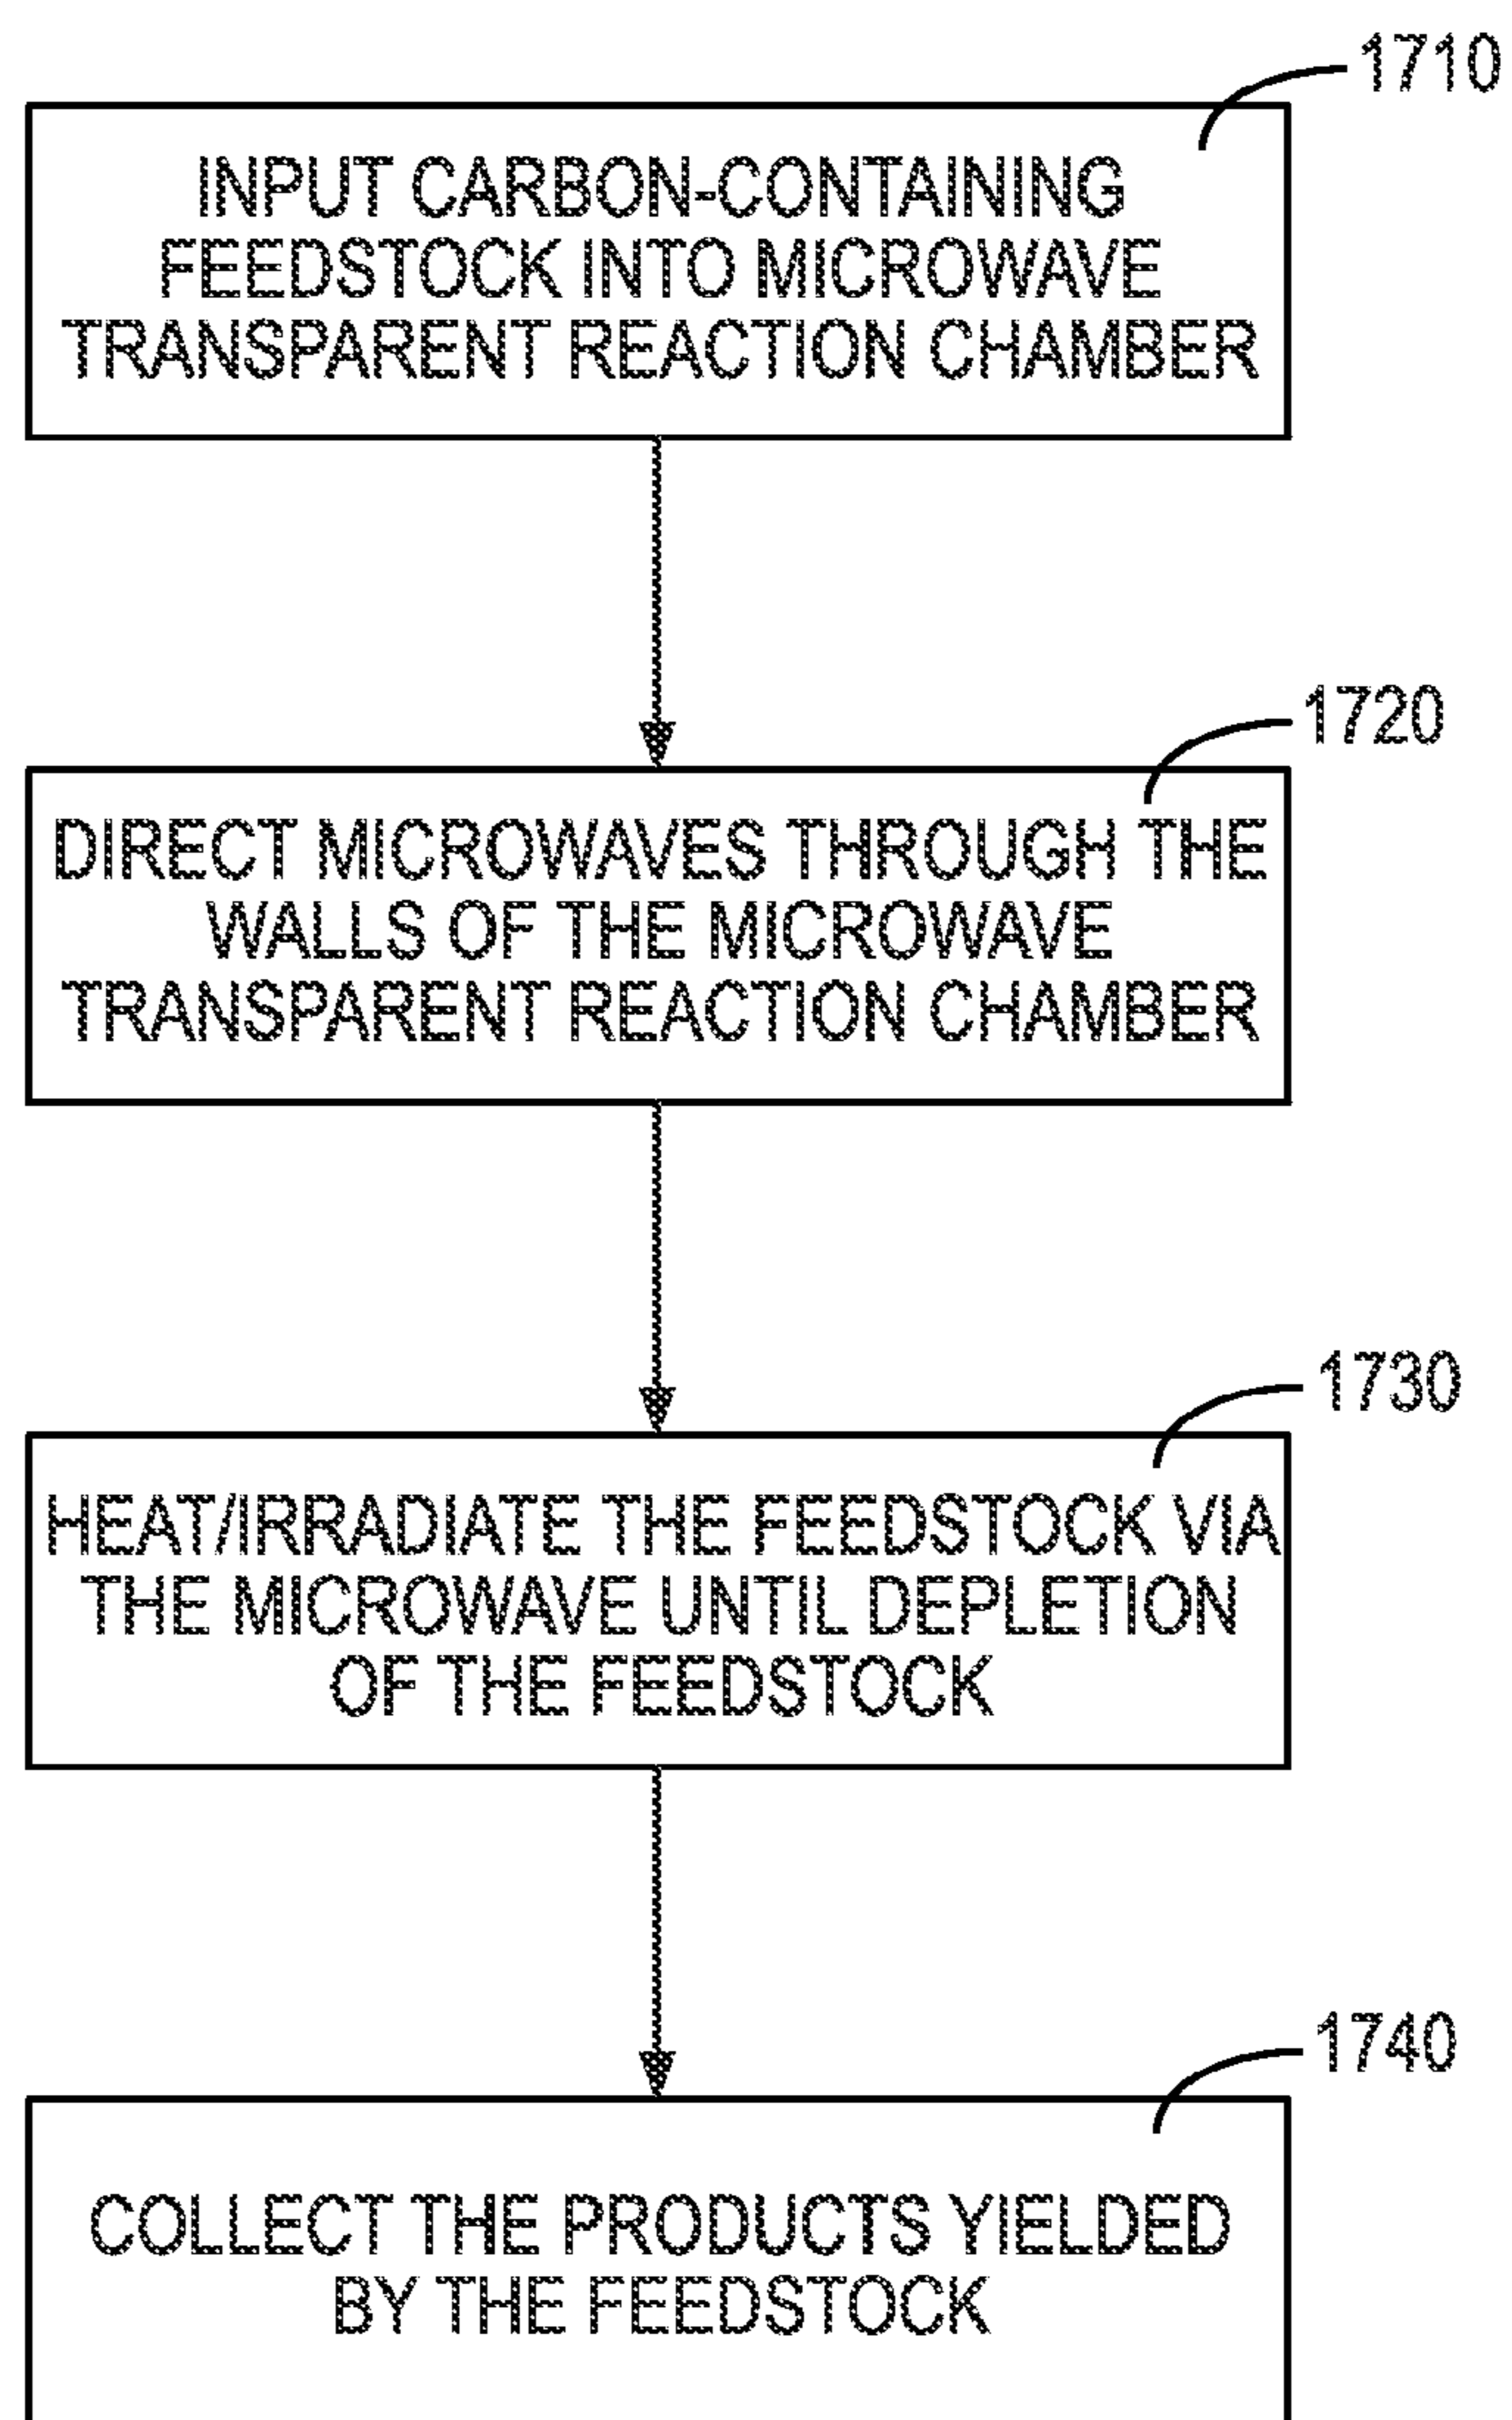 1710
INPUT CARBON-CONTAINING
FEEDSTOCK INTO MICROWAVE
TRANSPARENT REACTION CHAMBER
1720
DIRECT MICROWAVES THROUGH THE
WALLS OF THE MICROWAVE
TRANSPARENT REACTION CHAMBER
1730
HEAT/IRRADIATE THE FEEDSTOCK VIA
THE MICROWAVE UNTIL DEPLETION
OF THE FEEDSTOCK
1740
COLLECT THE PRODUCTS YIELDED
BY THE FEEDSTOCK